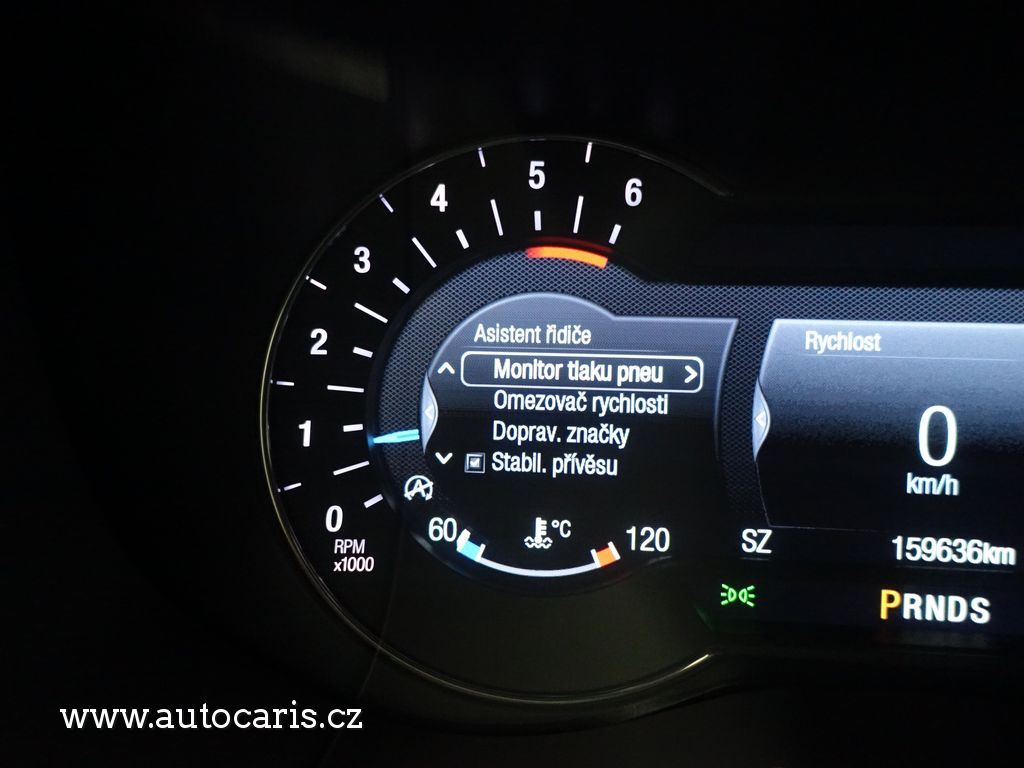 0
1
2
3
4
5
6
RPM
x1000
Asistent řidiče
Monitor tlaku pneu
Omezovač rychlosti
Doprav. značky
Stabil. přívěsu
60
°C
120
Rychlost
0
km/h
SZ
159636km
PRNDS
www.autocaris.cz